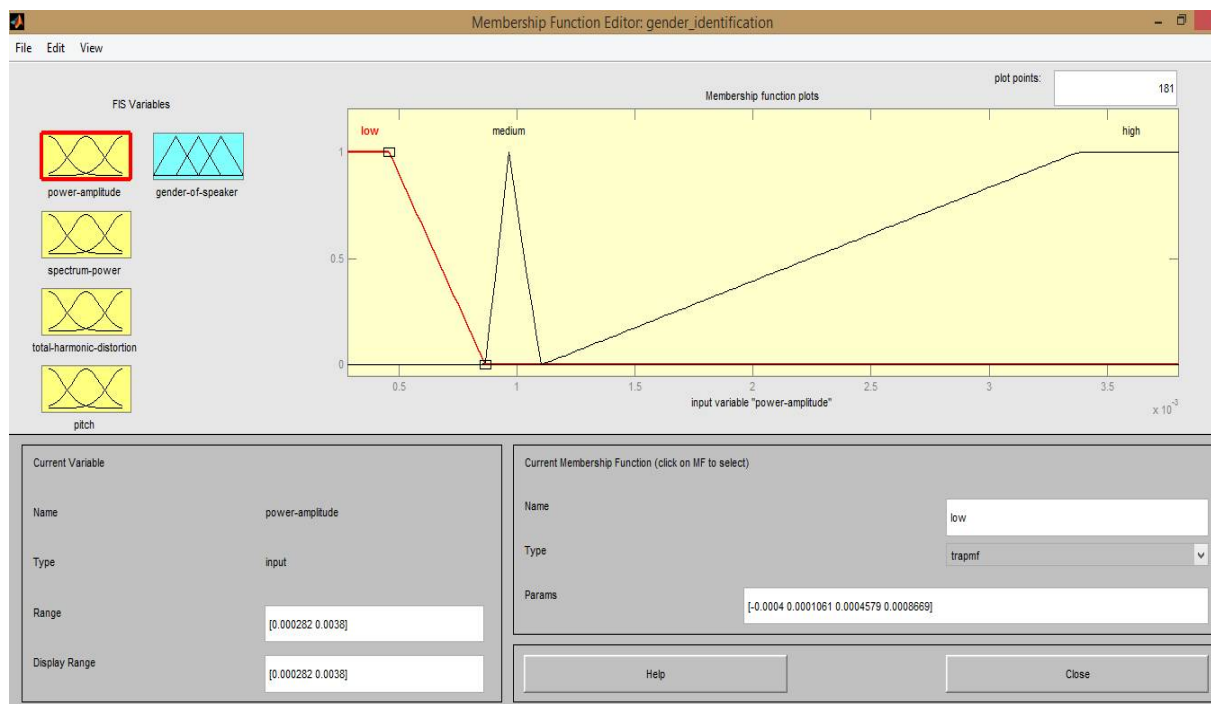 Membership Function Editor: gender_identification
File Edit View
FIS Variables
power-amplitude
gender-of-speaker
spectrum-power
total-harmonic-distortion
pitch
plot points:
181
Membership function plots
low
medium
high
1
0.5
0
0.5 1 1.5 2 2.5 3 3.5
x 10-3
input variable "power-amplitude"
Current Variable
Name power-amplitude
Type input
Range [0.000282 0.0038]
Display Range [0.000282 0.0038]
Current Membership Function (click on MF to select)
Name low
Type trapmf
Params [-0.0004 0.0001061 0.0004579 0.0008669]
Help
Close